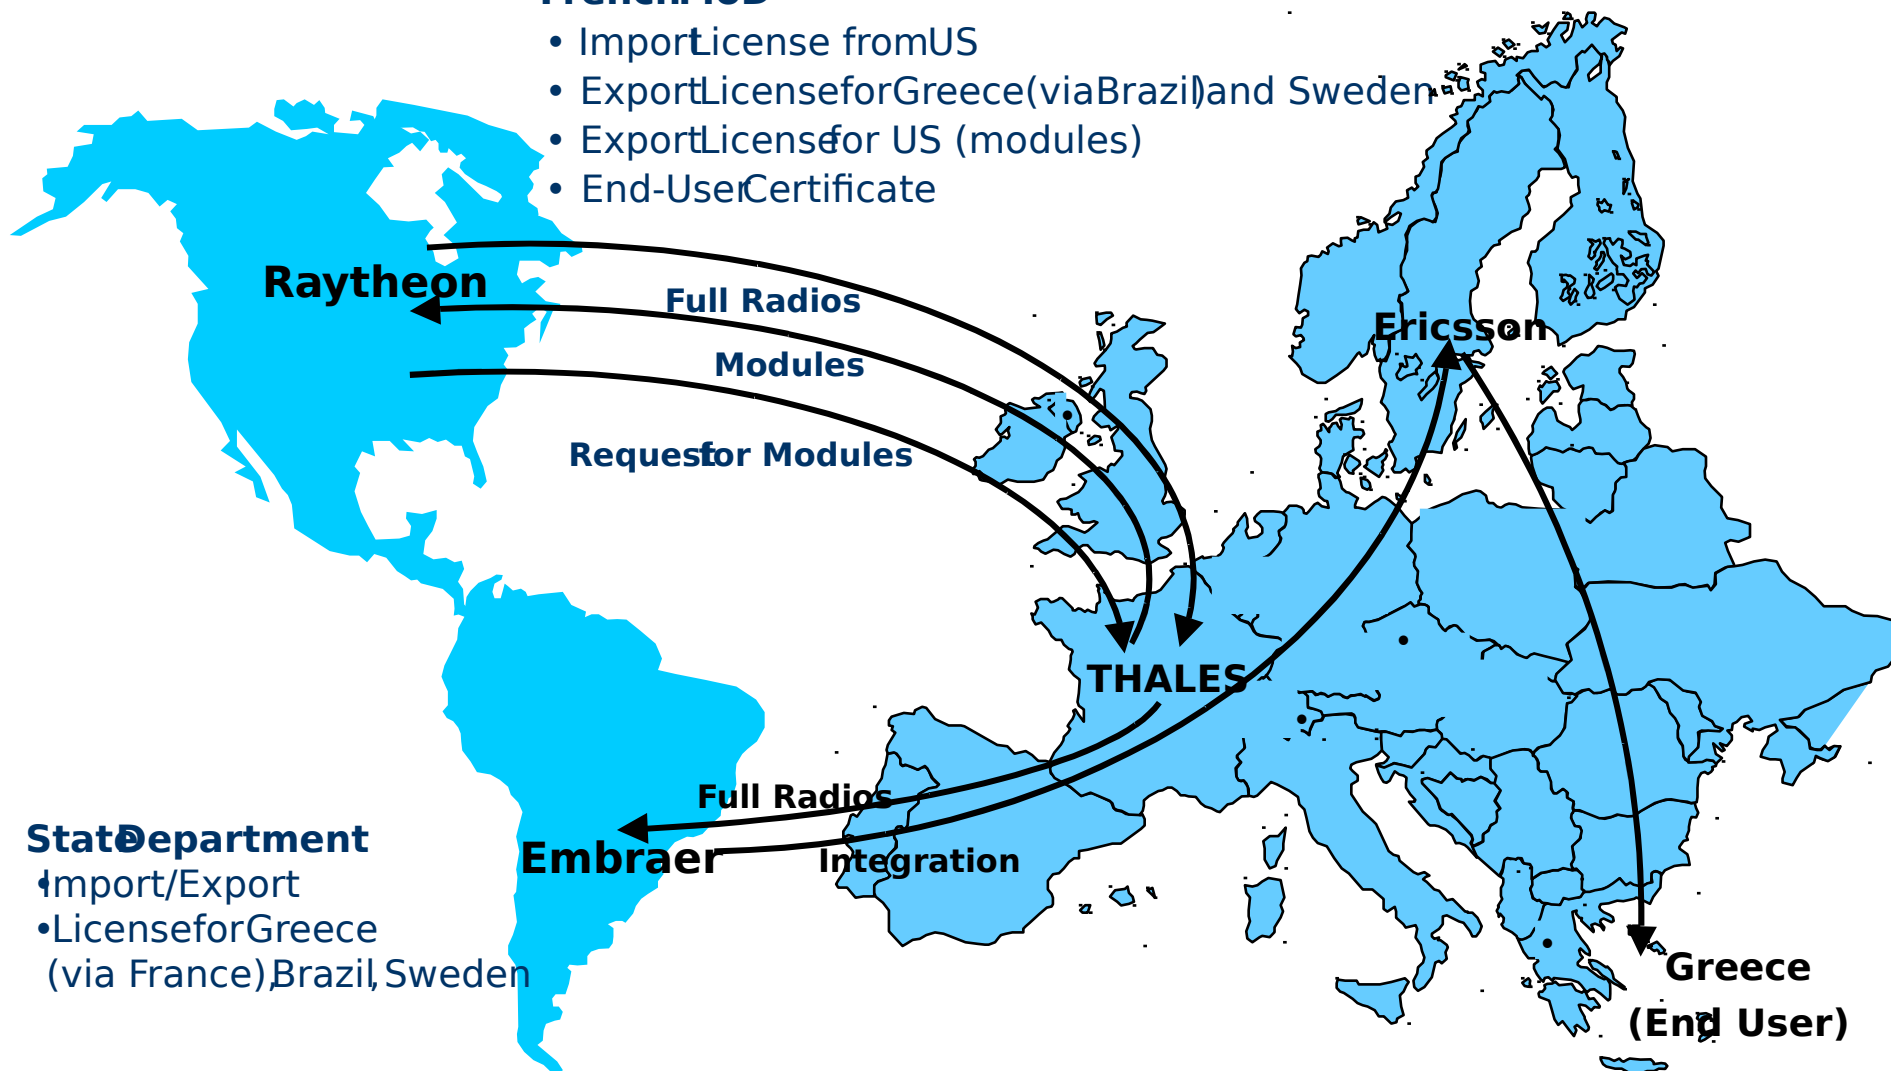 • Import License from US
• Export License for Greece (via Brazil) and Sweden
• Export License for US (modules)
• End-User Certificate
Raytheon
Full Radios
Ericsson
Modules
Request for Modules
THALES
Full Radios
State Department
Embraer
Integration
•Import/Export
•License for Greece
(via France), Brazil, Sweden
Greece
(End User)